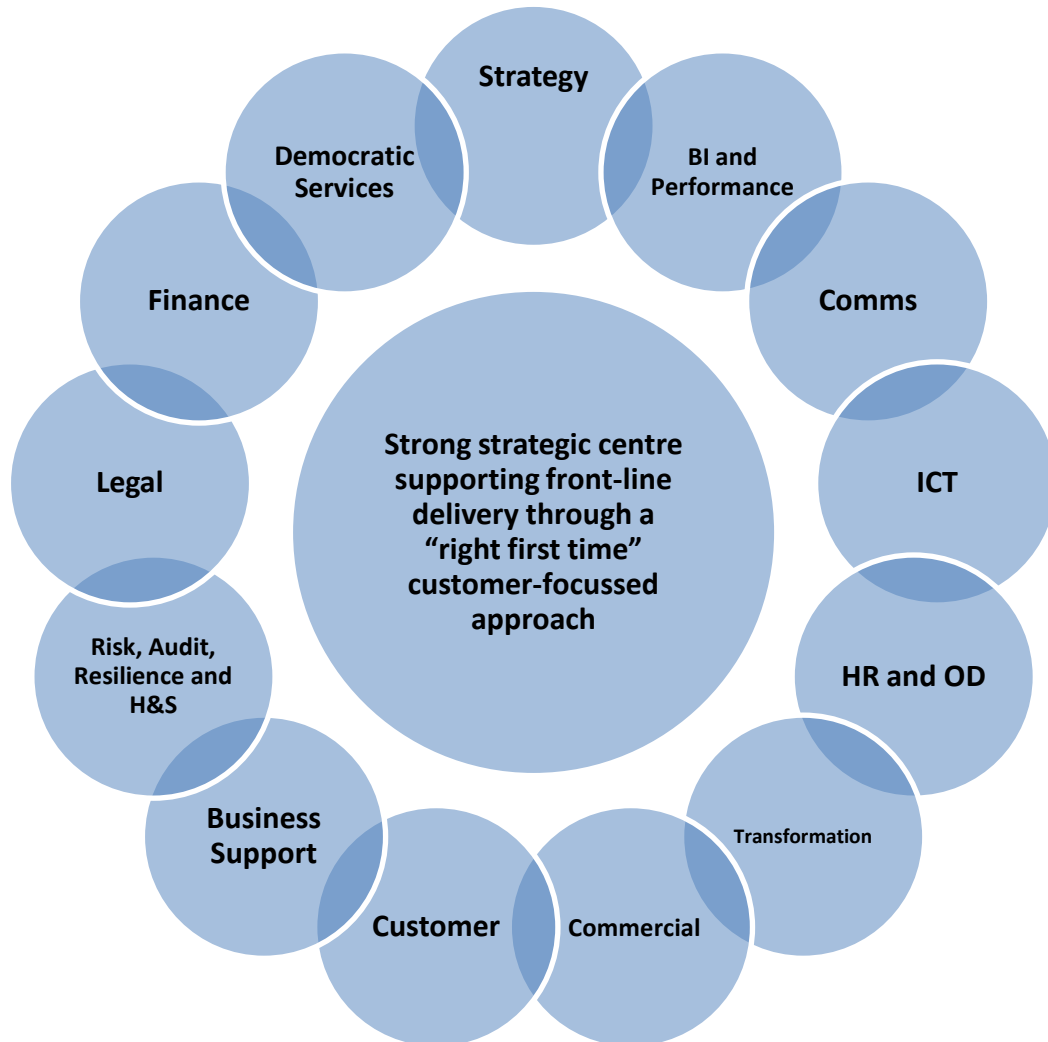 Strategy
BI and
Performance
Comms
ICT
HR and OD
Transformation
Commercial
Customer
Business
Support
Risk, Audit,
Resilience and
H&S
Legal
Finance
Democratic
Services
Strong strategic centre
supporting front-line
delivery through a
“right first time”
customer-focussed
approach